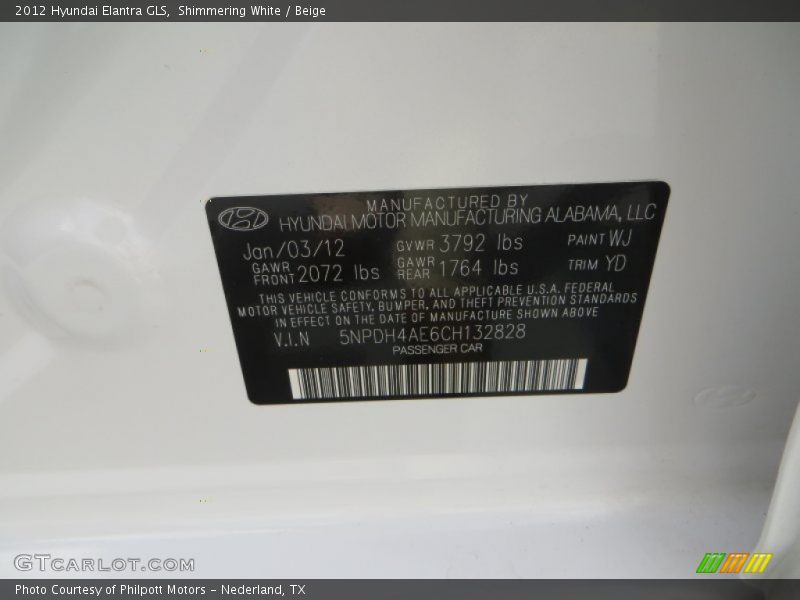 2012 Hyundai Elantra GLS, Shimmering White / Beige
MANUFACTURED BY
HYUNDAI MOTOR MANUFACTURING ALABAMA, LLC
Jan/03/12 GVWR 3792 lbs PAINT WJ
GAWR FRONT 2072 lbs GAWR REAR 1764 lbs TRIM YD
THIS VEHICLE CONFORMS TO ALL APPLICABLE U.S.A. FEDERAL
MOTOR VEHICLE SAFETY, BUMPER, AND THEFT PREVENTION STANDARDS
IN EFFECT ON THE DATE OF MANUFACTURE SHOWN ABOVE
V.I.N 5NPDH4AE6CH132828
PASSENGER CAR
GTCARLOT.COM
Photo Courtesy of Philpott Motors - Nederland, TX